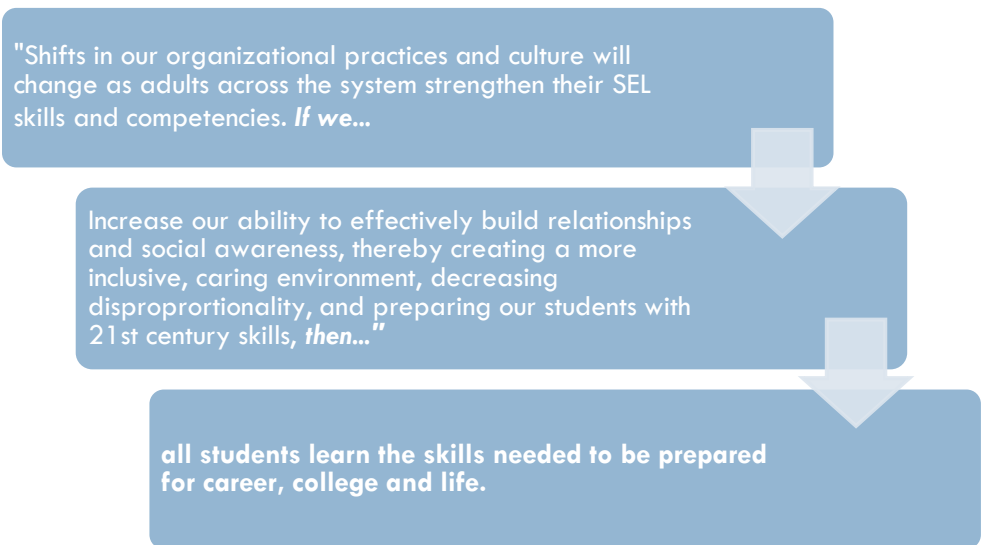 "Shifts in our organizational practices and culture will
change as adults across the system strengthen their SEL
skills and competencies. If we...
Increase our ability to effectively build relationships
and social awareness, thereby creating a more
inclusive, caring environment, decreasing
disproprortionality, and preparing our students with
21st century skills, then..."
all students learn the skills needed to be prepared
for career, college and life.